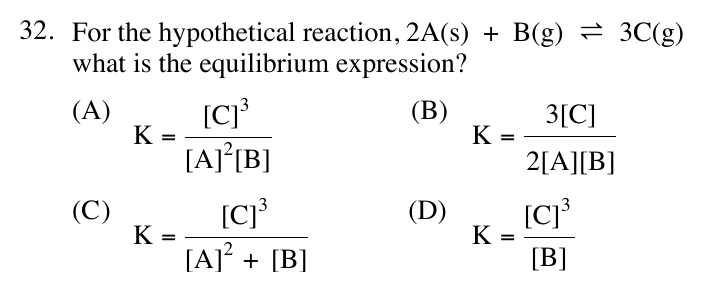 32. For the hypothetical reaction, 2A(s) + B(g) ⇌ 3C(g)
what is the equilibrium expression?
(A) K = [C]³ / [A]²[B]
(B) K = 3[C] / 2[A][B]
(C) K = [C]³ / [A]² + [B]
(D) K = [C]³ / [B]